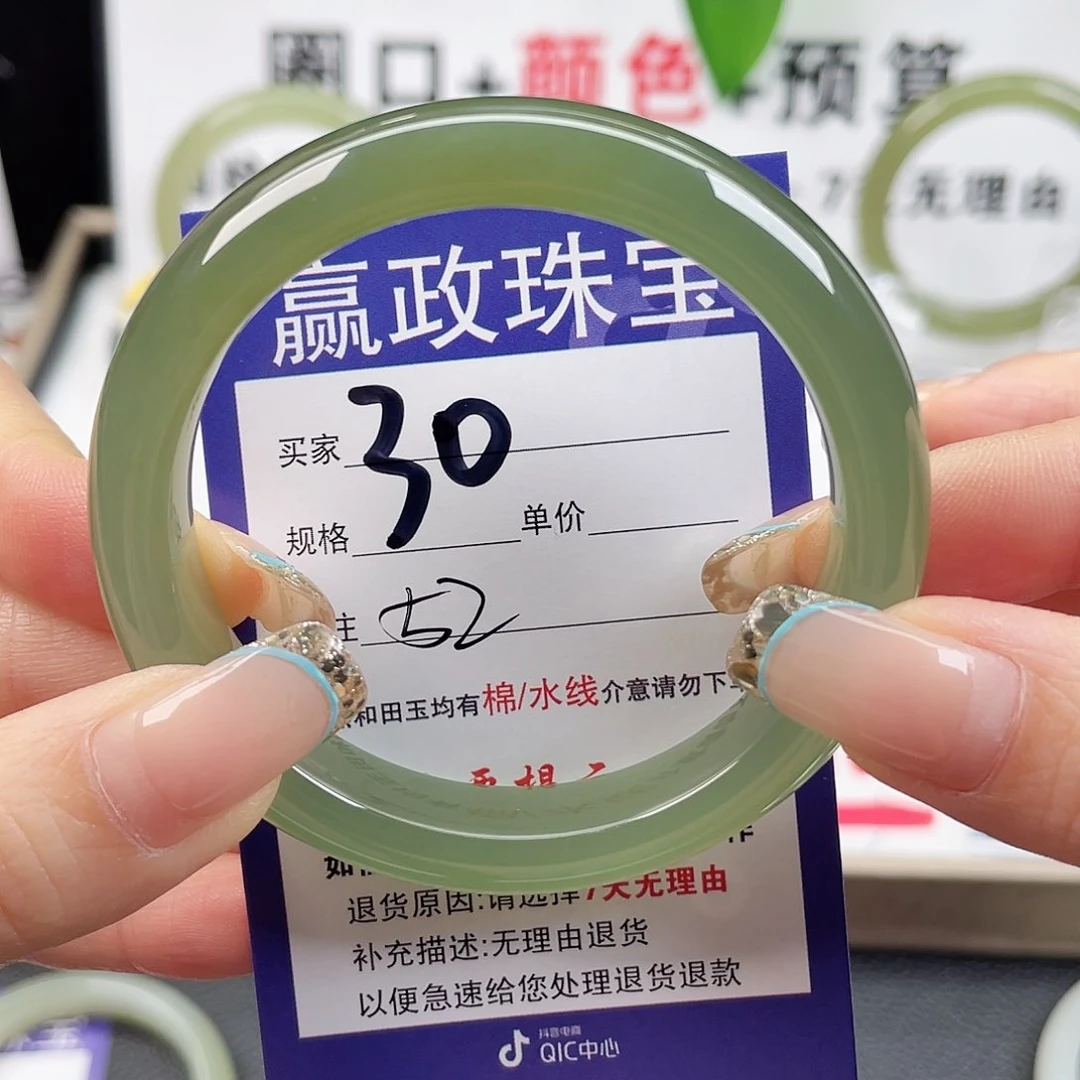 圈口+颜色+预算
7天无理由
赢政珠宝
买家 30
规格 单价
主 52
和田玉均有棉/水线介意请勿下
退货原因:请选择7天无理由
补充描述:无理由退货
以便急速给您处理退货退款
抖音电商
QIC中心